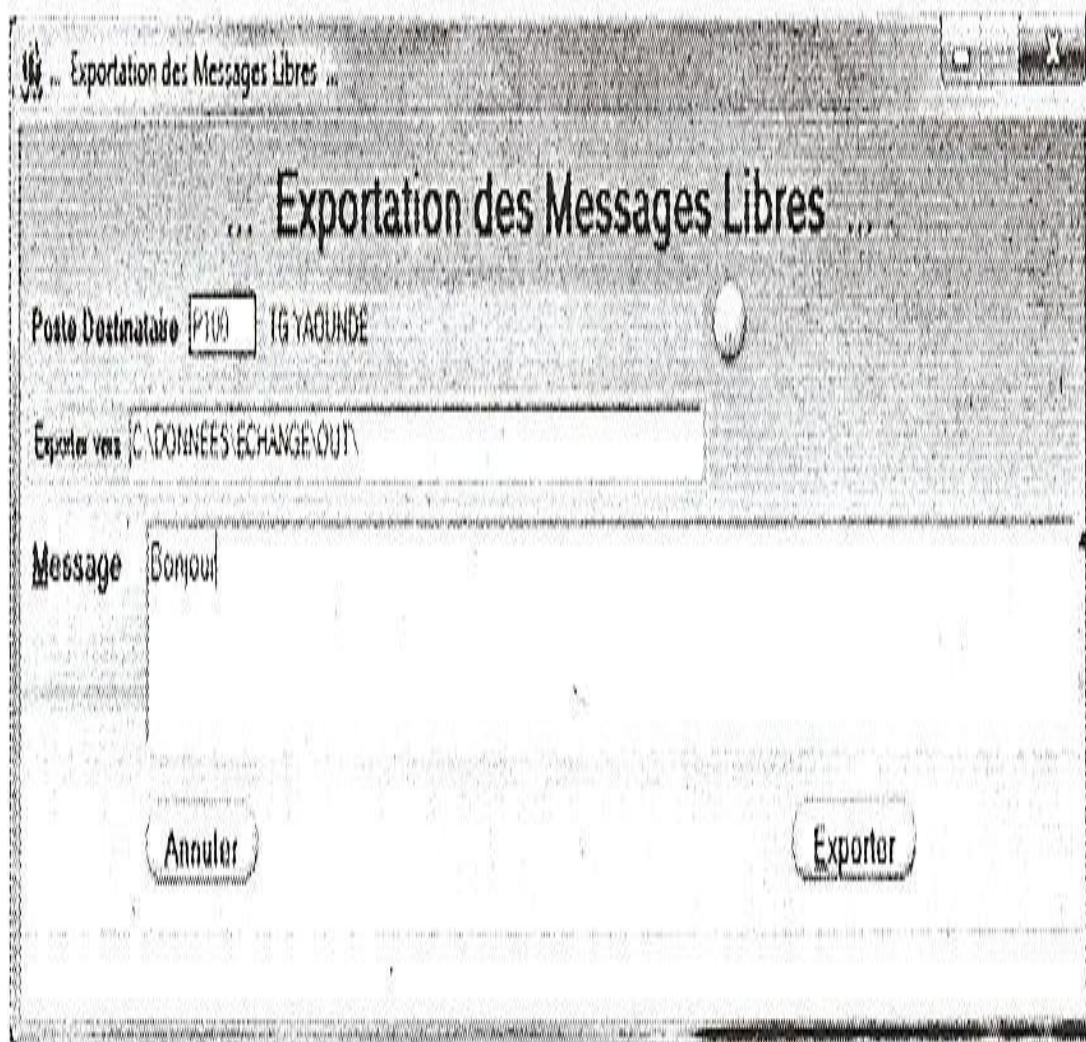 ... Exportation des Messages Libres ...
... Exportation des Messages Libres ...
Poste Destinataire P100 TG YAOUNDE
Exporter vers C:\DONNEES\ECHANGE\OUT\
Message Bonjour
Annuler Exporter